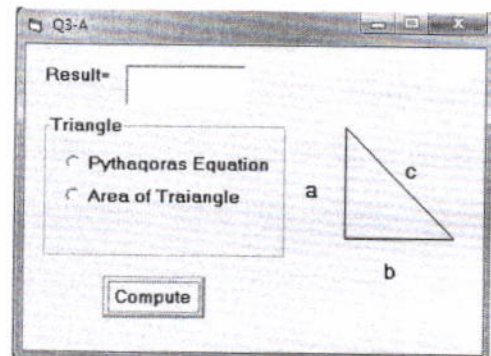 Q3-A
Result=
Triangle
Pythaqoras Equation
Area of Traiangle
a
c
b
Compute